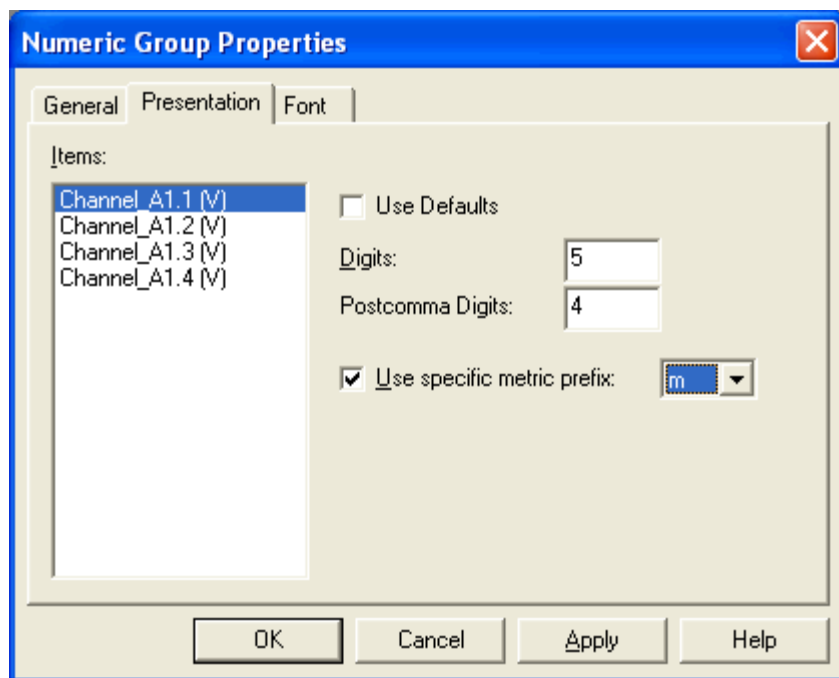 Numeric Group Properties
General Presentation Font
Items:
Channel_A1.1 (V)
Channel_A1.2 (V)
Channel_A1.3 (V)
Channel_A1.4 (V)
Use Defaults
Digits: 5
Postcomma Digits: 4
Use specific metric prefix: m
OK Cancel Apply Help